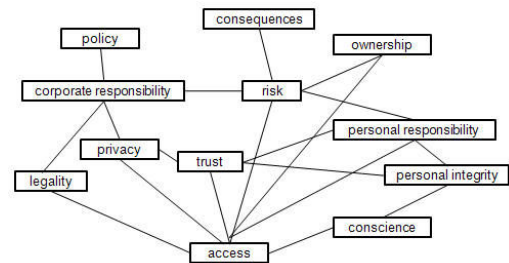 consequences
policy
ownership
corporate responsibility
risk
personal responsibility
privacy
trust
legality
personal integrity
conscience
access